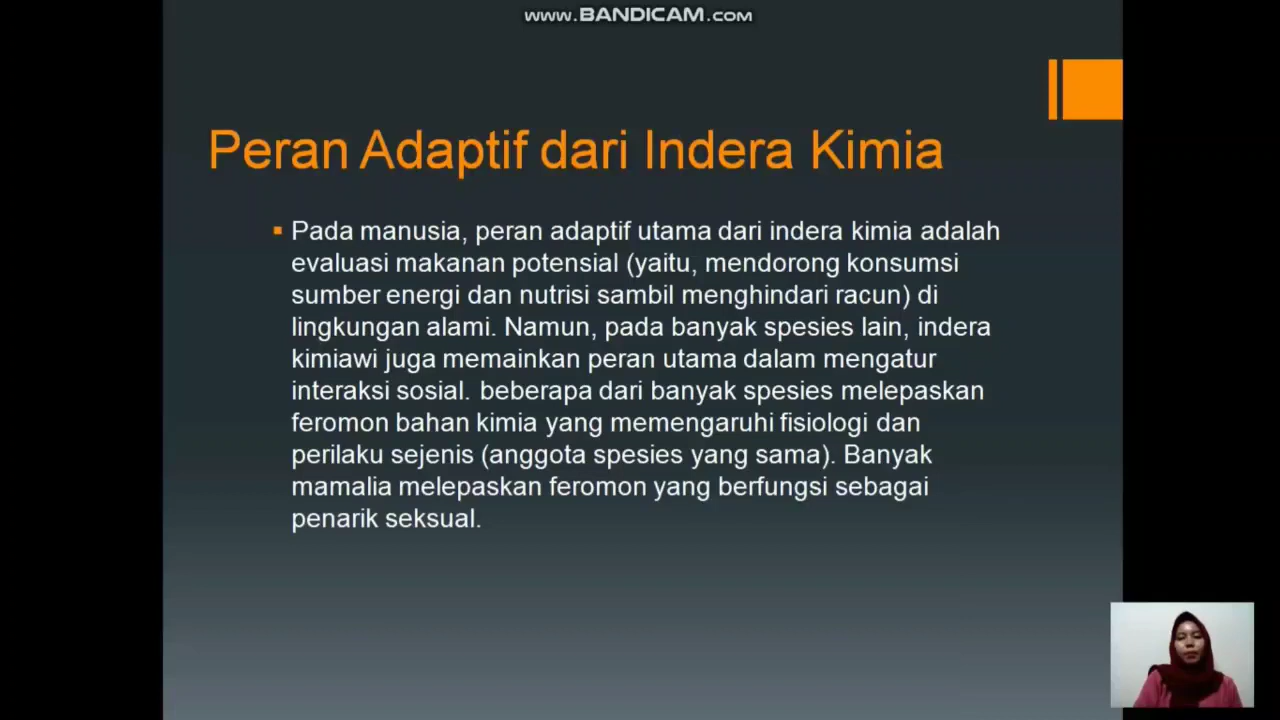 www.BANDICAM.com
Peran Adaptif dari Indera Kimia
Pada manusia, peran adaptif utama dari indera kimia adalah
evaluasi makanan potensial (yaitu, mendorong konsumsi
sumber energi dan nutrisi sambil menghindari racun) di
lingkungan alami. Namun, pada banyak spesies lain, indera
kimiawi juga memainkan peran utama dalam mengatur
interaksi sosial. beberapa dari banyak spesies melepaskan
feromon bahan kimia yang memengaruhi fisiologi dan
perilaku sejenis (anggota spesies yang sama). Banyak
mamalia melepaskan feromon yang berfungsi sebagai
penarik seksual.